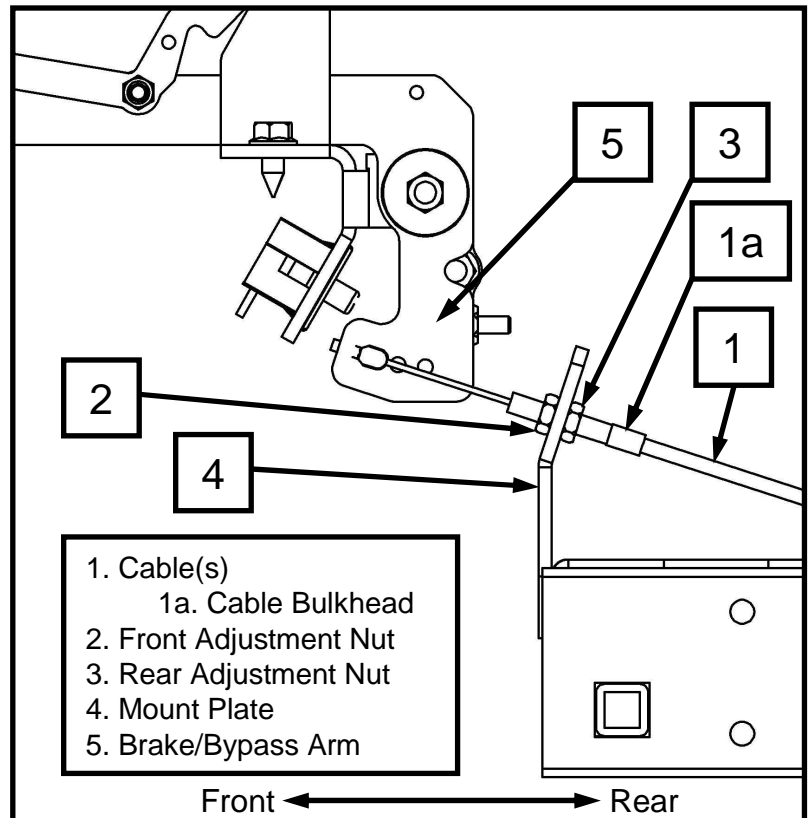 5
3
1a
1
2
4
1. Cable(s)
1a. Cable Bulkhead
2. Front Adjustment Nut
3. Rear Adjustment Nut
4. Mount Plate
5. Brake/Bypass Arm
Front Rear